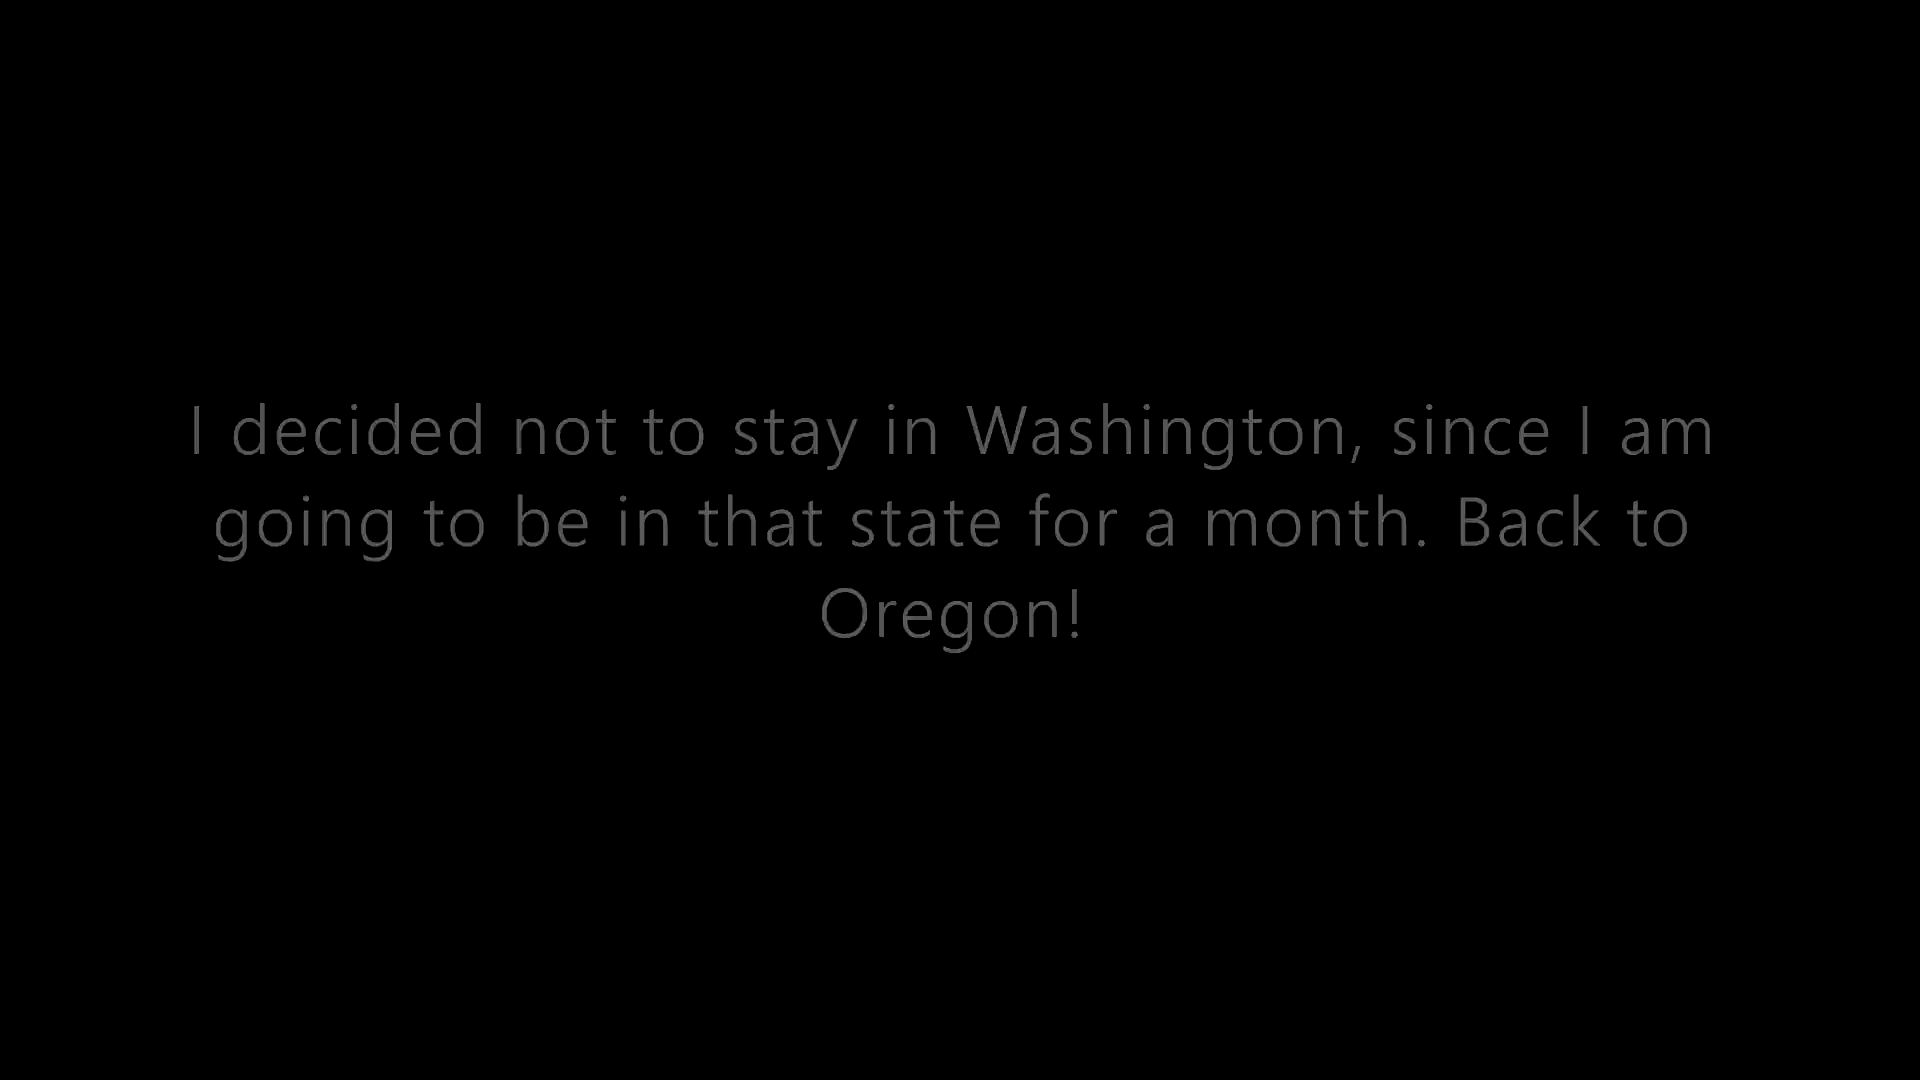 I decided not to stay in Washington, since I am
going to be in that state for a month. Back to
Oregon!